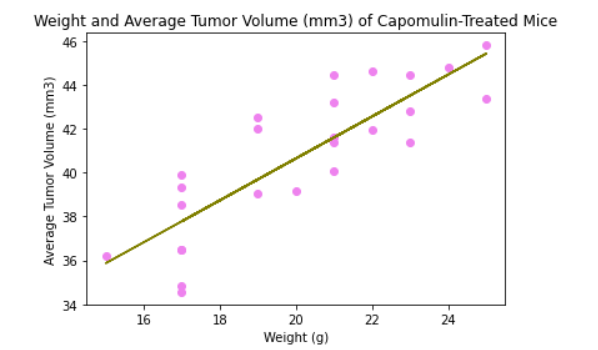 Weight and Average Tumor Volume (mm3) of Capomulin-Treated Mice
46
44
42
40
38
36
34
Average Tumor Volume (mm3)
16 18 20 22 24
Weight (g)